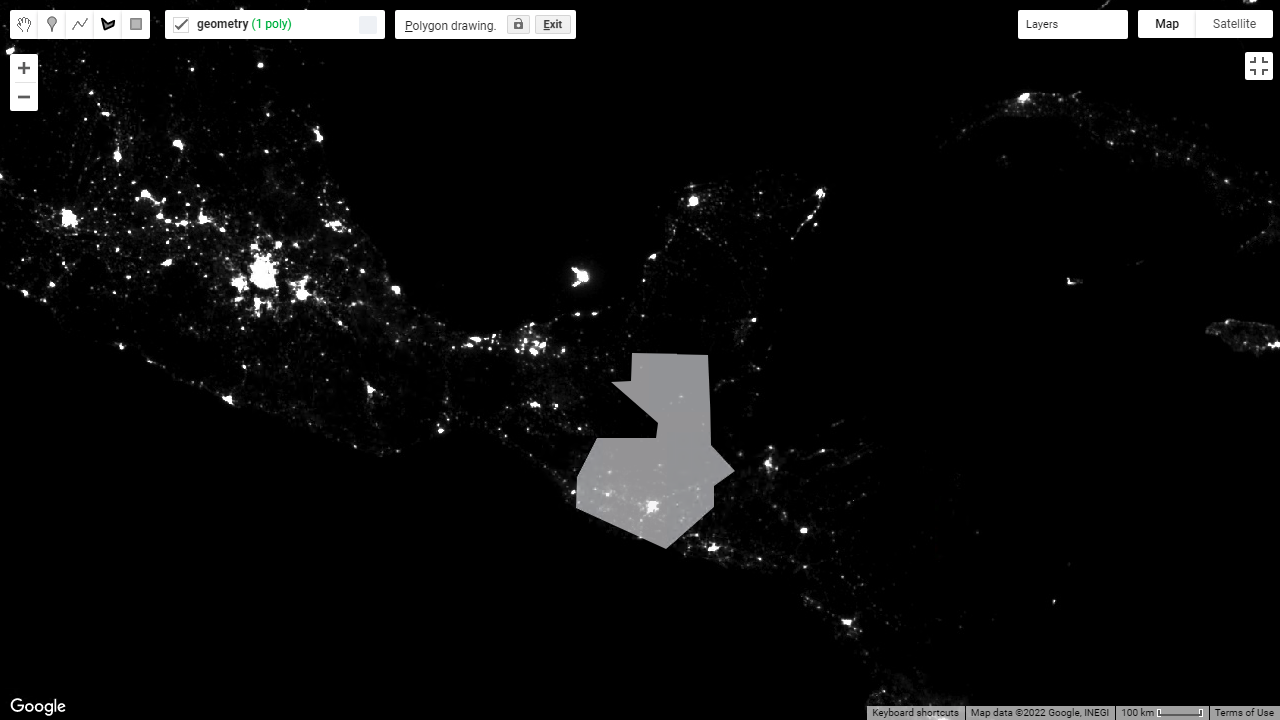 geometry (1 poly)
Polygon drawing.
Exit
Layers
Map
Satellite
Google
Keyboard shortcuts
Map data ©2022 Google, INEGI
100 km
Terms of Use